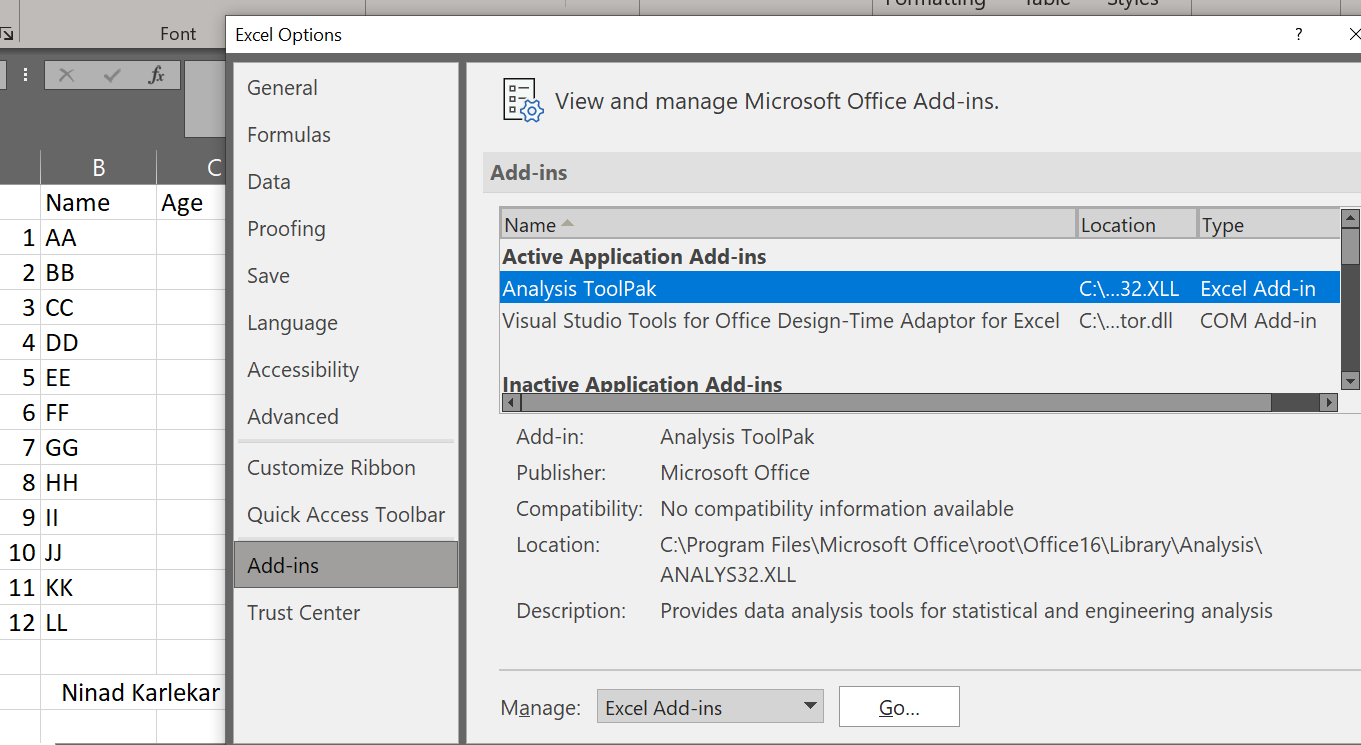 Formatting Table Styles
Font
Excel Options
?
fx
B C
Name Age
1 AA
2 BB
3 CC
4 DD
5 EE
6 FF
7 GG
8 HH
9 II
10 JJ
11 KK
12 LL
Ninad Karlekar
General
Formulas
Data
Proofing
Save
Language
Accessibility
Advanced
Customize Ribbon
Quick Access Toolbar
Add-ins
Trust Center
View and manage Microsoft Office Add-ins.
Add-ins
Name Location Type
Active Application Add-ins
Analysis ToolPak C:\...32.XLL Excel Add-in
Visual Studio Tools for Office Design-Time Adaptor for Excel C:\...tor.dll COM Add-in
Inactive Application Add-ins
Add-in: Analysis ToolPak
Publisher: Microsoft Office
Compatibility: No compatibility information available
Location: C:\Program Files\Microsoft Office\root\Office16\Library\Analysis\
ANALYS32.XLL
Description: Provides data analysis tools for statistical and engineering analysis
Manage: Excel Add-ins Go...